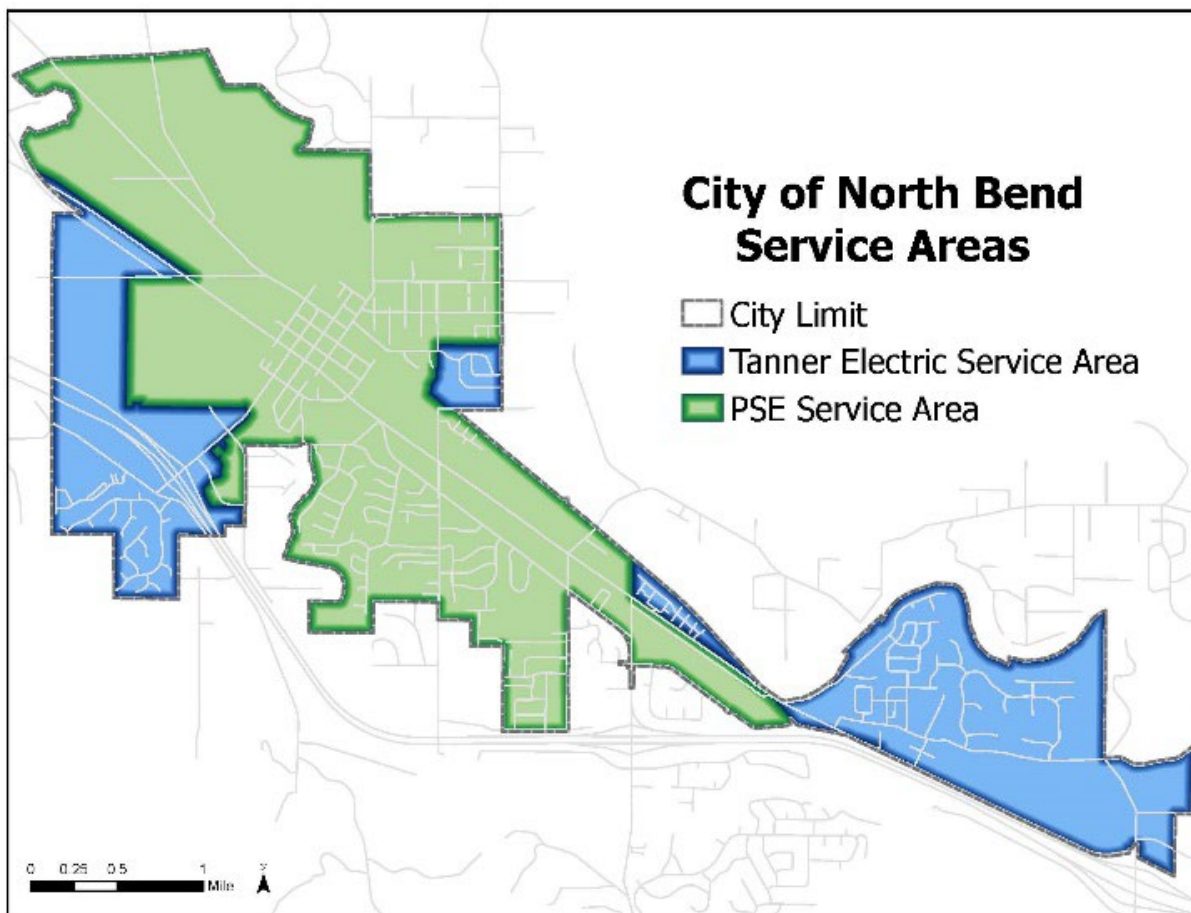 City of North Bend
Service Areas
City Limit
Tanner Electric Service Area
PSE Service Area
0 0.25 0.5 1
Mile